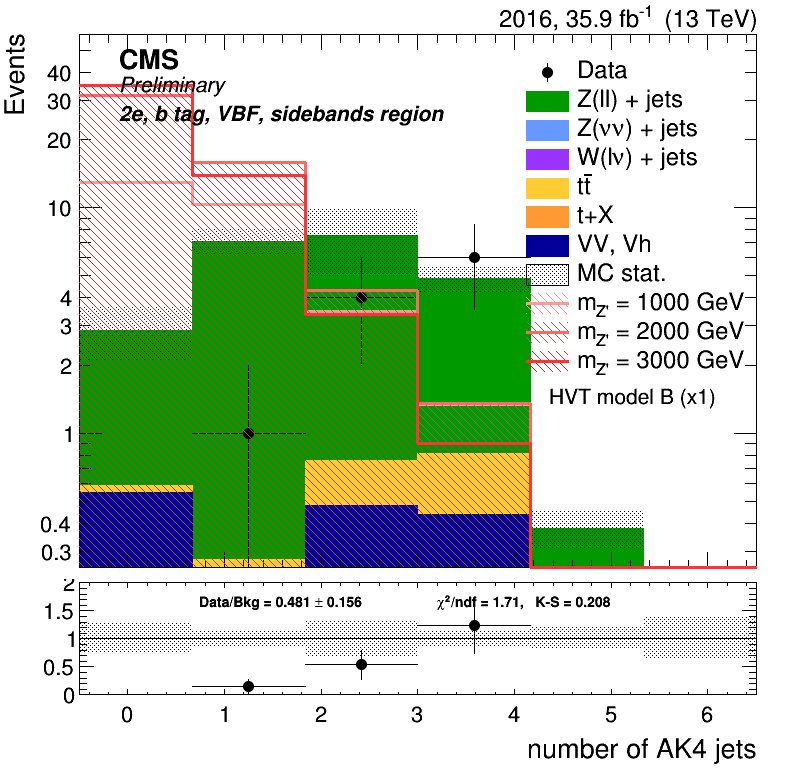 2016, 35.9 fb⁻¹ (13 TeV)
Events
CMS
Preliminary
2e, b tag, VBF, sidebands region
Data
Z(ll) + jets
Z(νν) + jets
W(lν) + jets
tt̄
t+X
VV, Vh
MC stat.
m_Z' = 1000 GeV
m_Z' = 2000 GeV
m_Z' = 3000 GeV
HVT model B (x1)
40
30
20
10
4
3
2
1
0.4
0.3
Data/Bkg = 0.481 ± 0.156
χ²/ndf = 1.71, K-S = 0.208
2
1.5
1
0.5
0
0 1 2 3 4 5 6
number of AK4 jets